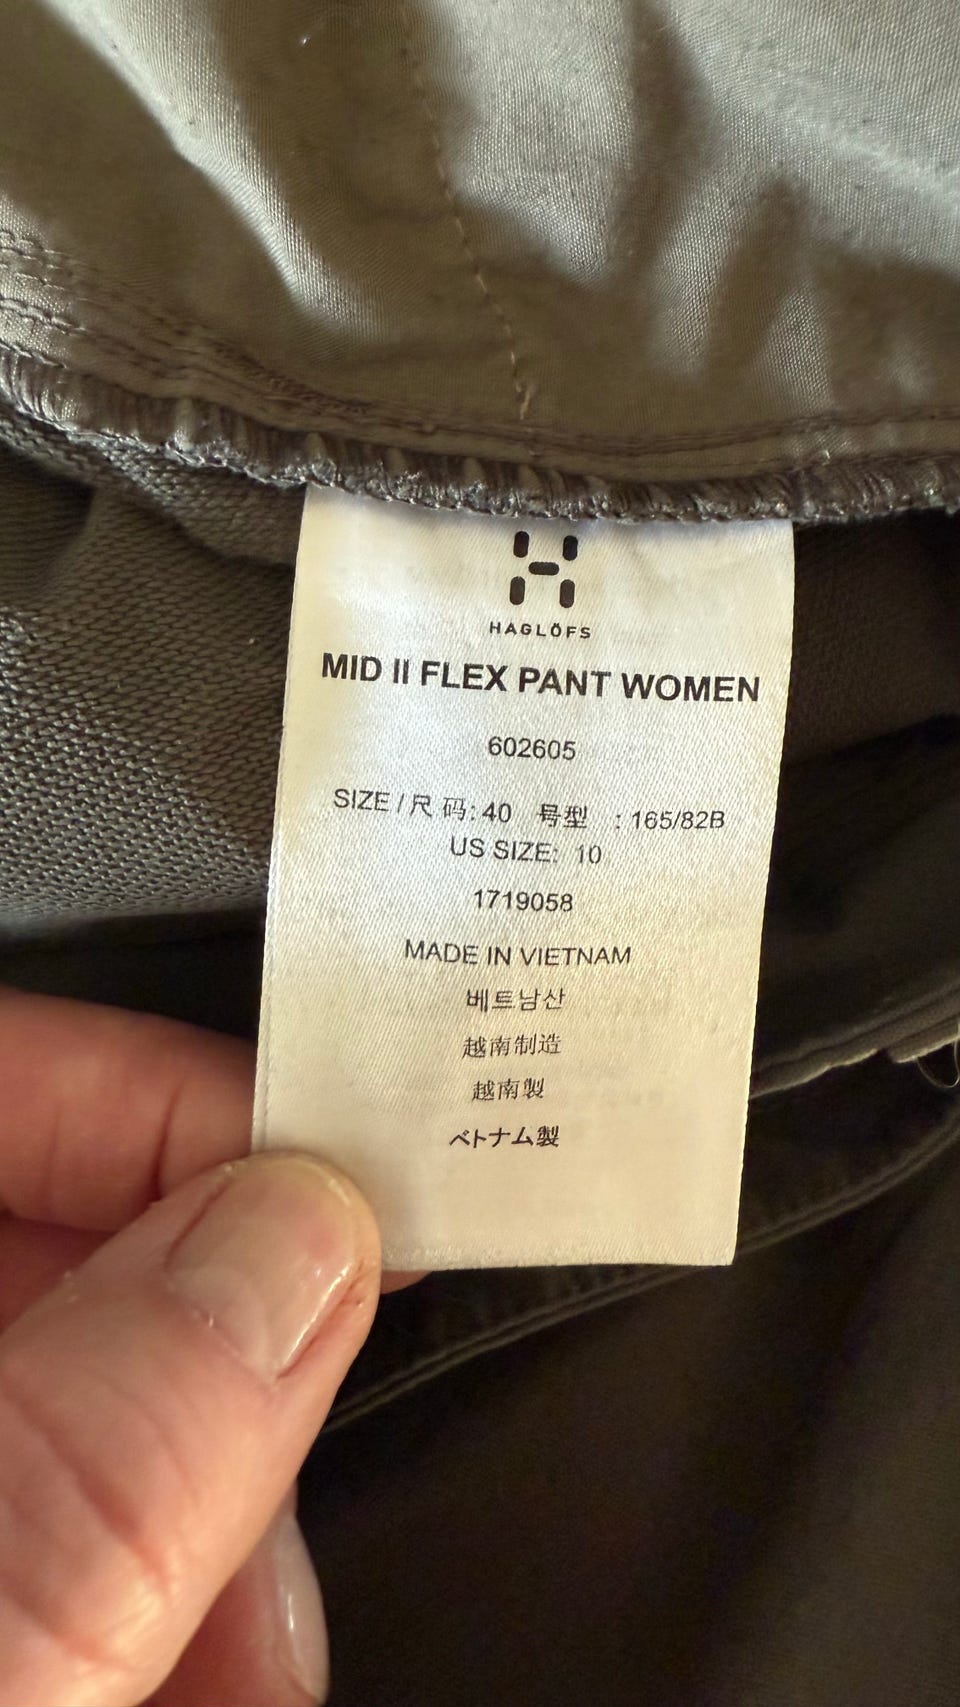 HAGLÖFS
MID II FLEX PANT WOMEN
602605
SIZE / 尺 码: 40 号型 : 165/82B
US SIZE: 10
1719058
MADE IN VIETNAM
베트남산
越南制造
越南製
ベトナム製